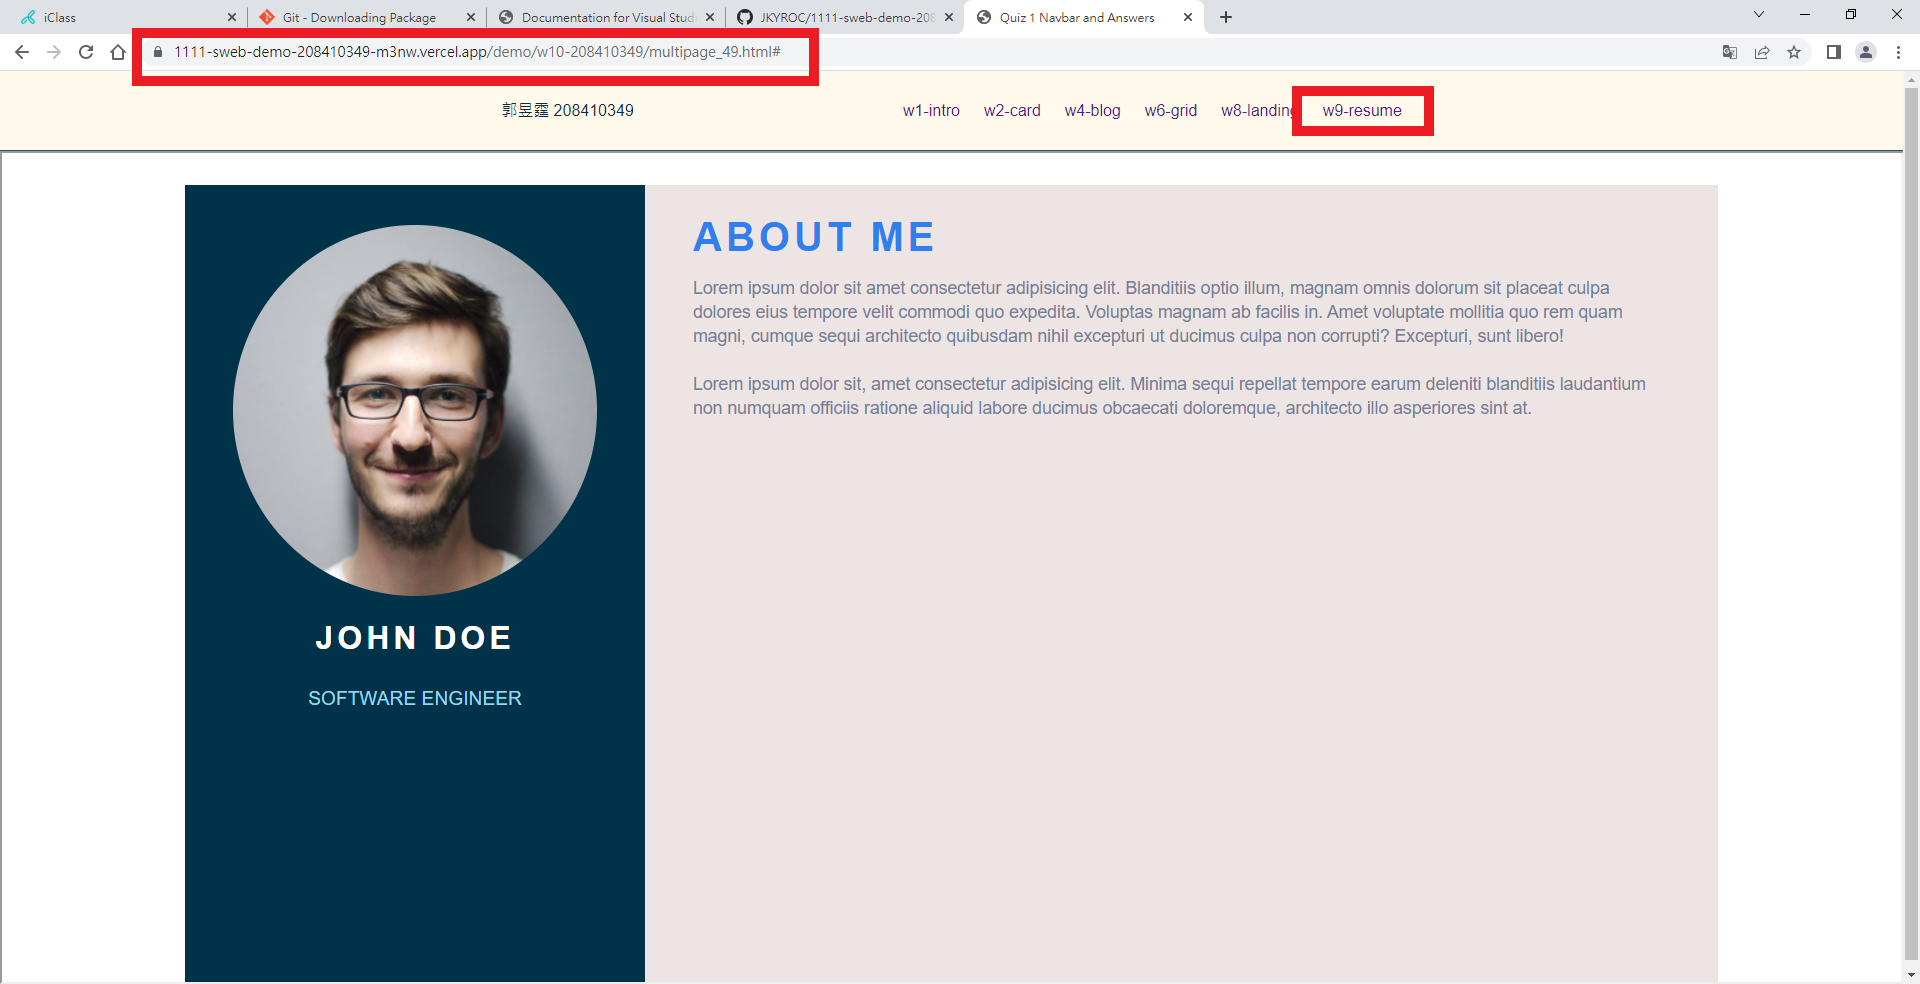 iClass
Git - Downloading Package
Documentation for Visual Stud
JKYROC/1111-sweb-demo-208
Quiz 1 Navbar and Answers
1111-sweb-demo-208410349-m3nw.vercel.app/demo/w10-208410349/multipage_49.html#
郭昱霆 208410349
w1-intro
w2-card
w4-blog
w6-grid
w8-landing
w9-resume
ABOUT ME
Lorem ipsum dolor sit amet consectetur adipisicing elit. Blanditiis optio illum, magnam omnis dolorum sit placeat culpa
dolores eius tempore velit commodi quo expedita. Voluptas magnam ab facilis in. Amet voluptate mollitia quo rem quam
magni, cumque sequi architecto quibusdam nihil excepturi ut ducimus culpa non corrupti? Excepturi, sunt libero!
Lorem ipsum dolor sit, amet consectetur adipisicing elit. Minima sequi repellat tempore earum deleniti blanditiis laudantium
non numquam officiis ratione aliquid labore ducimus obcaecati doloremque, architecto illo asperiores sint at.
JOHN DOE
SOFTWARE ENGINEER